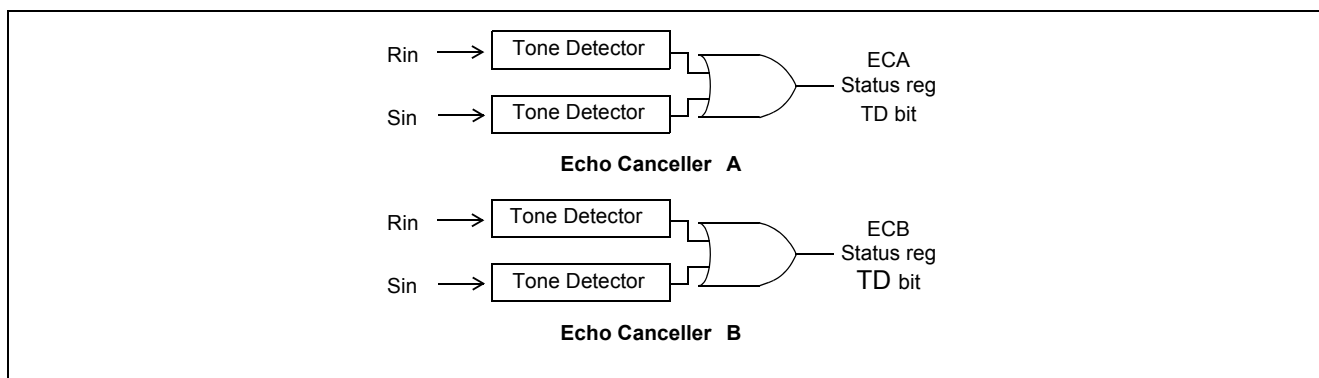 Rin
Tone Detector
Sin
Tone Detector
ECA
Status reg
TD bit
Echo Canceller A
Rin
Tone Detector
Sin
Tone Detector
ECB
Status reg
TD bit
Echo Canceller B